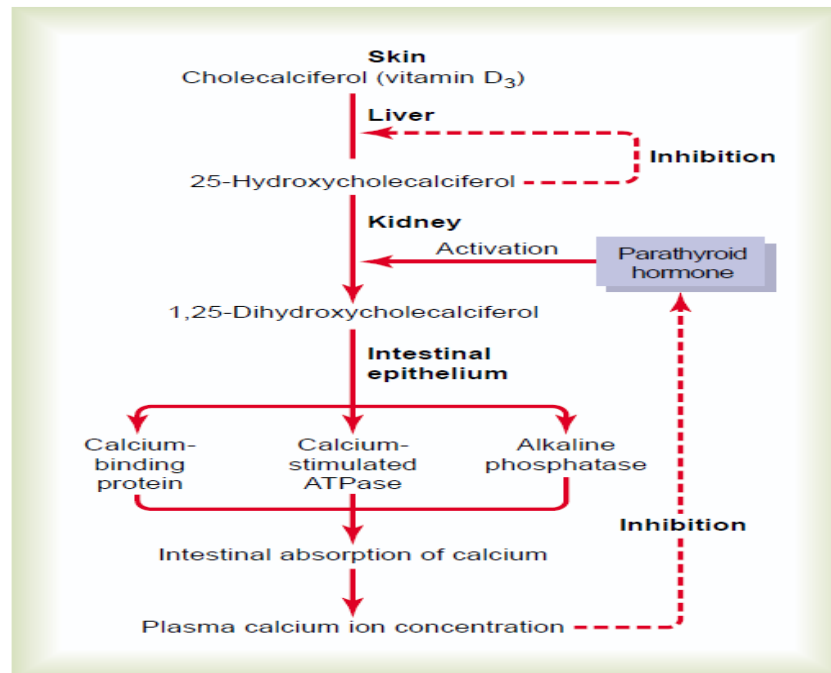 Skin
Cholecalciferol (vitamin D3)
Liver
Inhibition
25-Hydroxycholecalciferol
Kidney
Activation
Parathyroid
hormone
1,25-Dihydroxycholecalciferol
Intestinal
epithelium
Calcium-
binding
protein
Calcium-
stimulated
ATPase
Alkaline
phosphatase
Inhibition
Intestinal absorption of calcium
Plasma calcium ion concentration